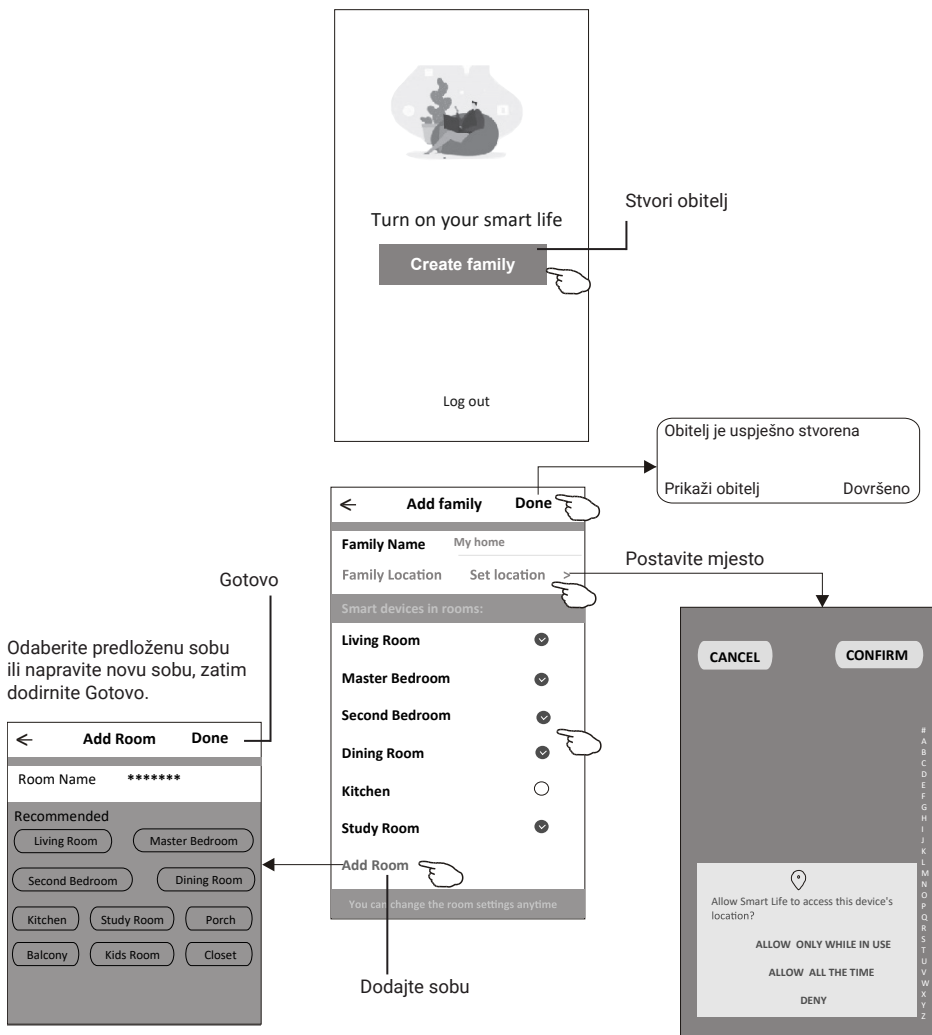 Turn on your smart life
Create family
Log out
Stvori obitelj
Obitelj je uspješno stvorena
Prikaži obitelj Dovršeno
Add family Done
Family Name My home
Family Location Set location >
Smart devices in rooms:
Living Room
Master Bedroom
Second Bedroom
Dining Room
Kitchen
Study Room
Add Room
You can change the room settings anytime
Dodajte sobu
Postavite mjesto
Gotovo
Odaberite predloženu sobu
ili napravite novu sobu, zatim
dodirnite Gotovo.
Add Room Done
Room Name *******
Recommended
Living Room Master Bedroom
Second Bedroom Dining Room
Kitchen Study Room Porch
Balcony Kids Room Closet
CANCEL CONFIRM
#
A
B
C
D
E
F
G
H
I
J
K
L
M
N
O
P
Q
R
S
T
U
V
W
X
Y
Z
Allow Smart Life to access this device's
location?
ALLOW ONLY WHILE IN USE
ALLOW ALL THE TIME
DENY